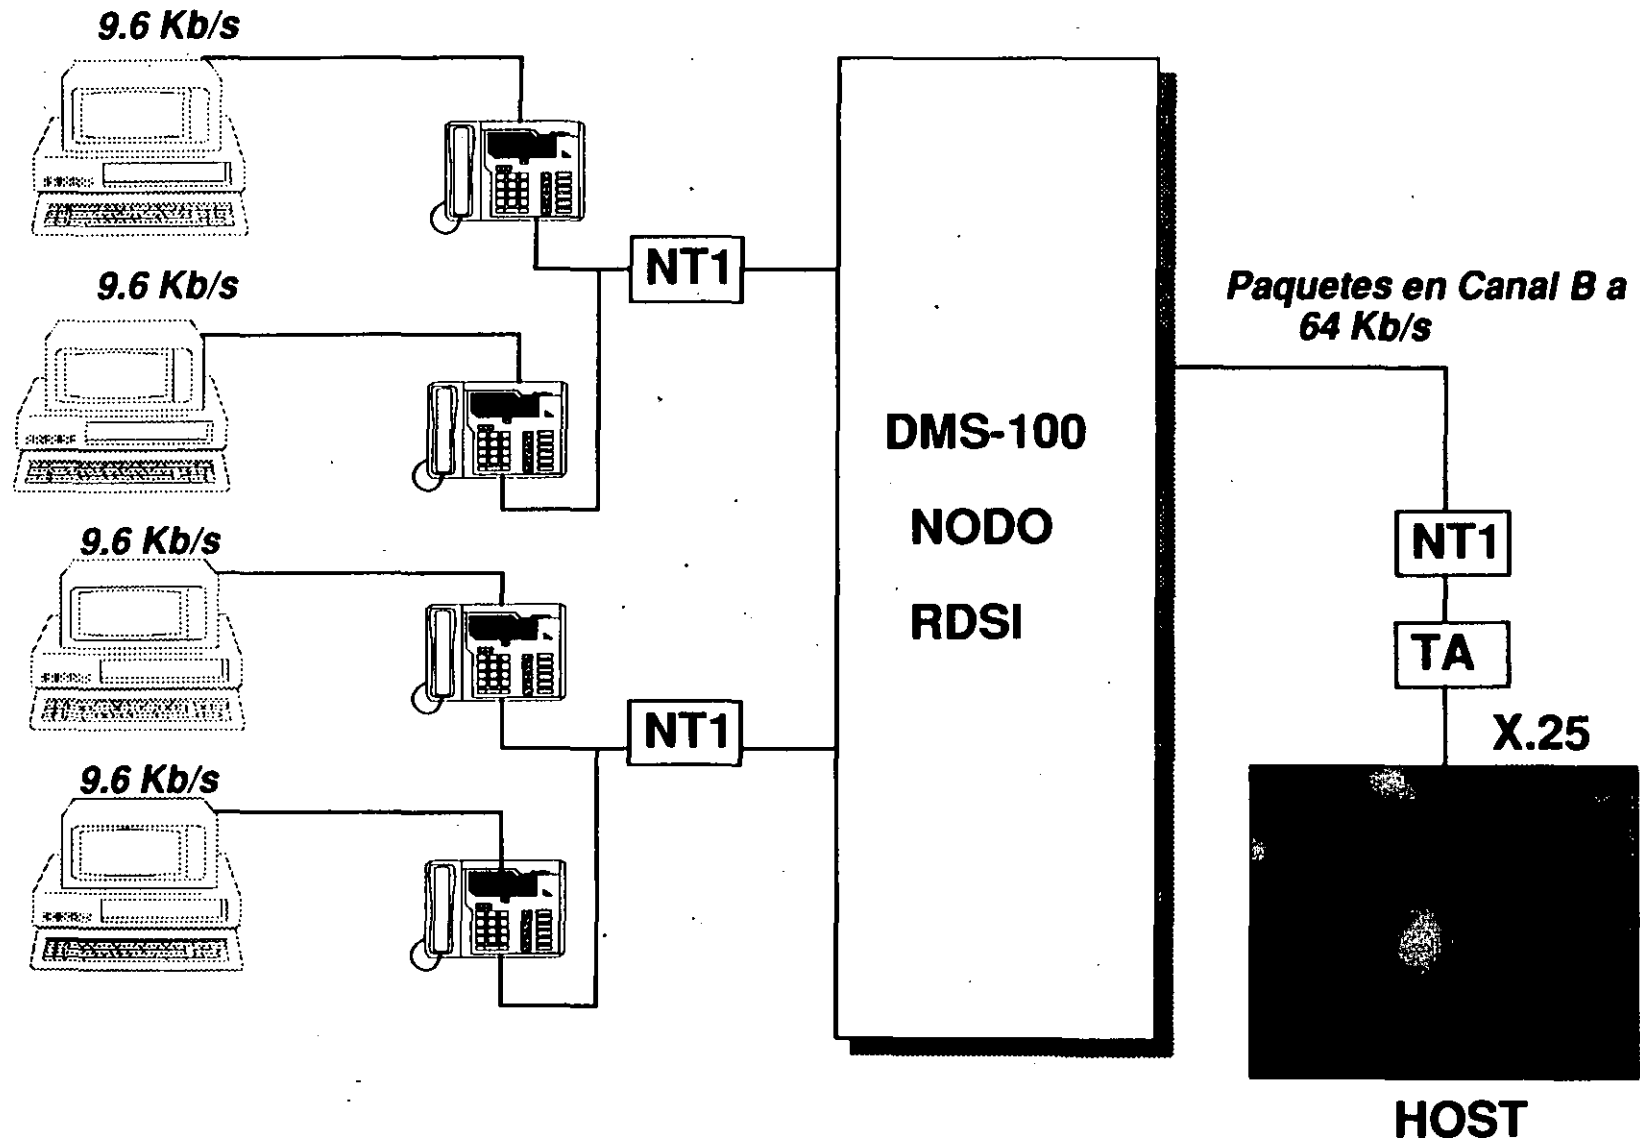 9.6 Kb/s
9.6 Kb/s
9.6 Kb/s
9.6 Kb/s
NT1
NT1
DMS-100
NODO
RDSI
Paquetes en Canal B a
64 Kb/s
NT1
TA
X.25
HOST